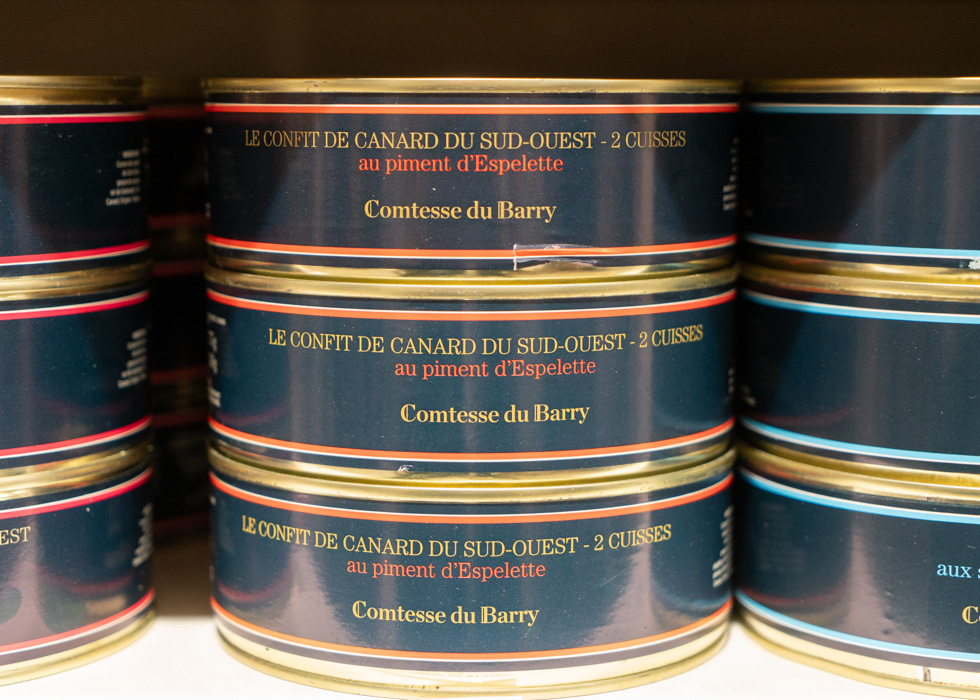 LE CONFIT DE CANARD DU SUD-OUEST - 2 CUISSES
au piment d'Espelette
Comtesse du Barry
LE CONFIT DE CANARD DU SUD-OUEST - 2 CUISSES
au piment d'Espelette
Comtesse du Barry
EST
LE CONFIT DE CANARD DU SUD-OUEST - 2 CUISSES
au piment d'Espelette
Comtesse du Barry
aux